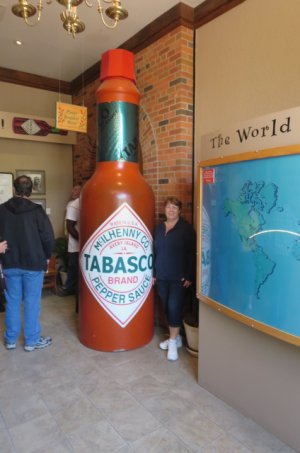 The World
McILHENNY CO.
AVERY ISLAND
LA.
TABASCO
BRAND
PEPPER SAUCE